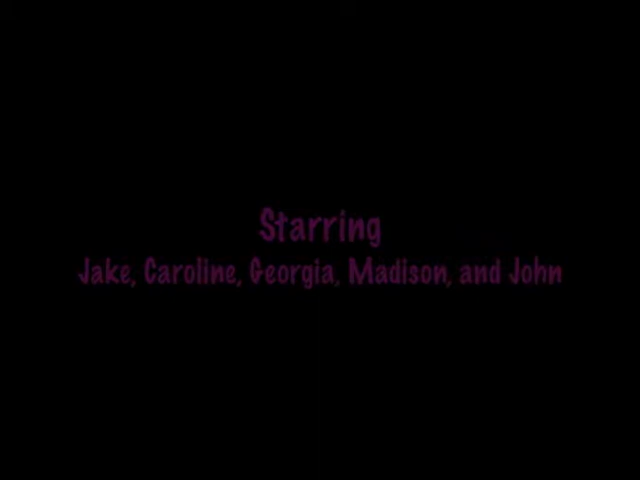 Starring
Jake, Caroline, Georgia, Madison, and John